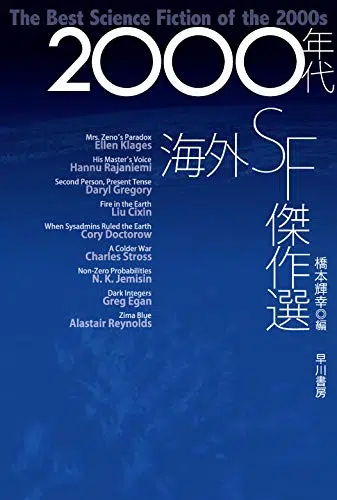 The Best Science Fiction of the 2000s
2000年代
海外SF傑作選
Mrs. Zeno's Paradox
Ellen Klages
His Master's Voice
Hannu Rajaniemi
Second Person, Present Tense
Daryl Gregory
Fire in the Earth
Liu Cixin
When Sysadmins Ruled the Earth
Cory Doctorow
A Colder War
Charles Stross
Non-Zero Probabilities
N. K. Jemisin
Dark Integers
Greg Egan
Zima Blue
Alastair Reynolds
橋本輝幸◎編
早川書房